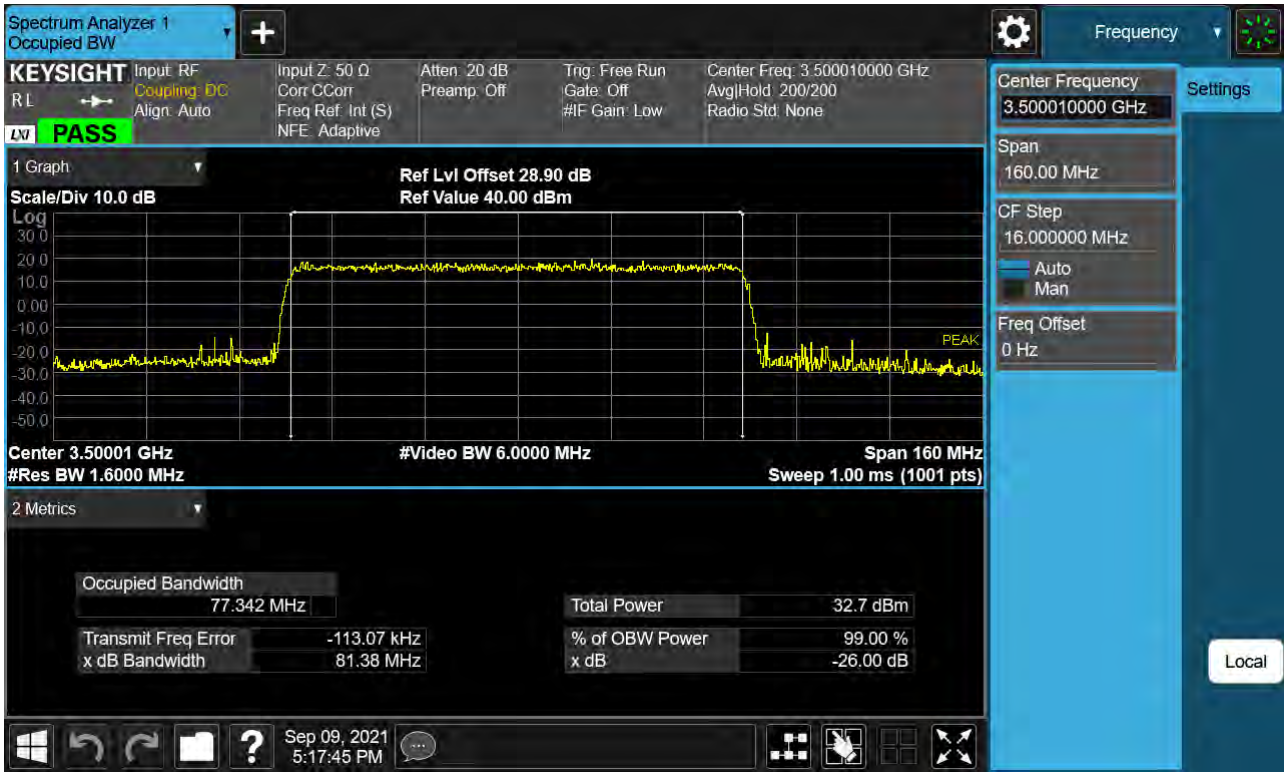 Spectrum Analyzer 1
Occupied BW
Frequency
KEYSIGHT
RL
LXI PASS
Input: RF
Coupling: DC
Align: Auto
Input Z: 50 Ω
Corr CCorr
Freq Ref: Int (S)
NFE: Adaptive
Atten: 20 dB
Preamp: Off
Trig: Free Run
Gate: Off
#IF Gain: Low
Center Freq: 3.500010000 GHz
Avg|Hold: 200/200
Radio Std: None
Center Frequency
3.500010000 GHz
Settings
Span
160.00 MHz
CF Step
16.000000 MHz
Auto
Man
Freq Offset
0 Hz
Local
1 Graph
Scale/Div 10.0 dB
Ref Lvl Offset 28.90 dB
Ref Value 40.00 dBm
Log
30.0
20.0
10.0
0.00
-10.0
-20.0
-30.0
-40.0
-50.0
PEAK
Center 3.50001 GHz
#Video BW 6.0000 MHz
Span 160 MHz
#Res BW 1.6000 MHz
Sweep 1.00 ms (1001 pts)
2 Metrics
Occupied Bandwidth
77.342 MHz
Total Power 32.7 dBm
Transmit Freq Error -113.07 kHz
% of OBW Power 99.00 %
x dB Bandwidth 81.38 MHz
x dB -26.00 dB
?
Sep 09, 2021
5:17:45 PM